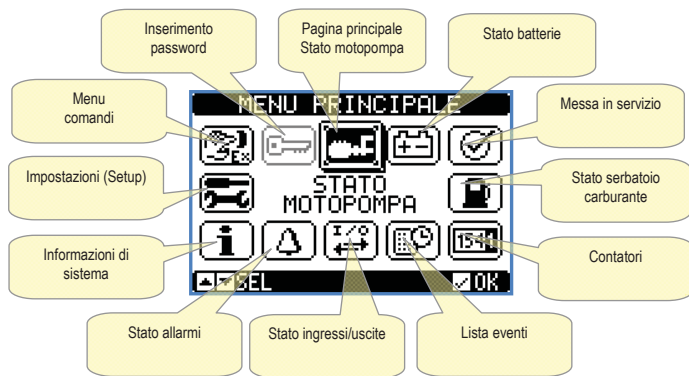 Inserimento
password
Pagina principale
Stato motopompa
Stato batterie
Menu
comandi
Messa in servizio
MENU PRINCIPALE
Ex
Impostazioni (Setup)
STATO
MOTOPOMPA
Stato serbatoio
carburante
Informazioni di
sistema
I/O
Contatori
SEL
OK
Stato allarmi
Stato ingressi/uscite
Lista eventi